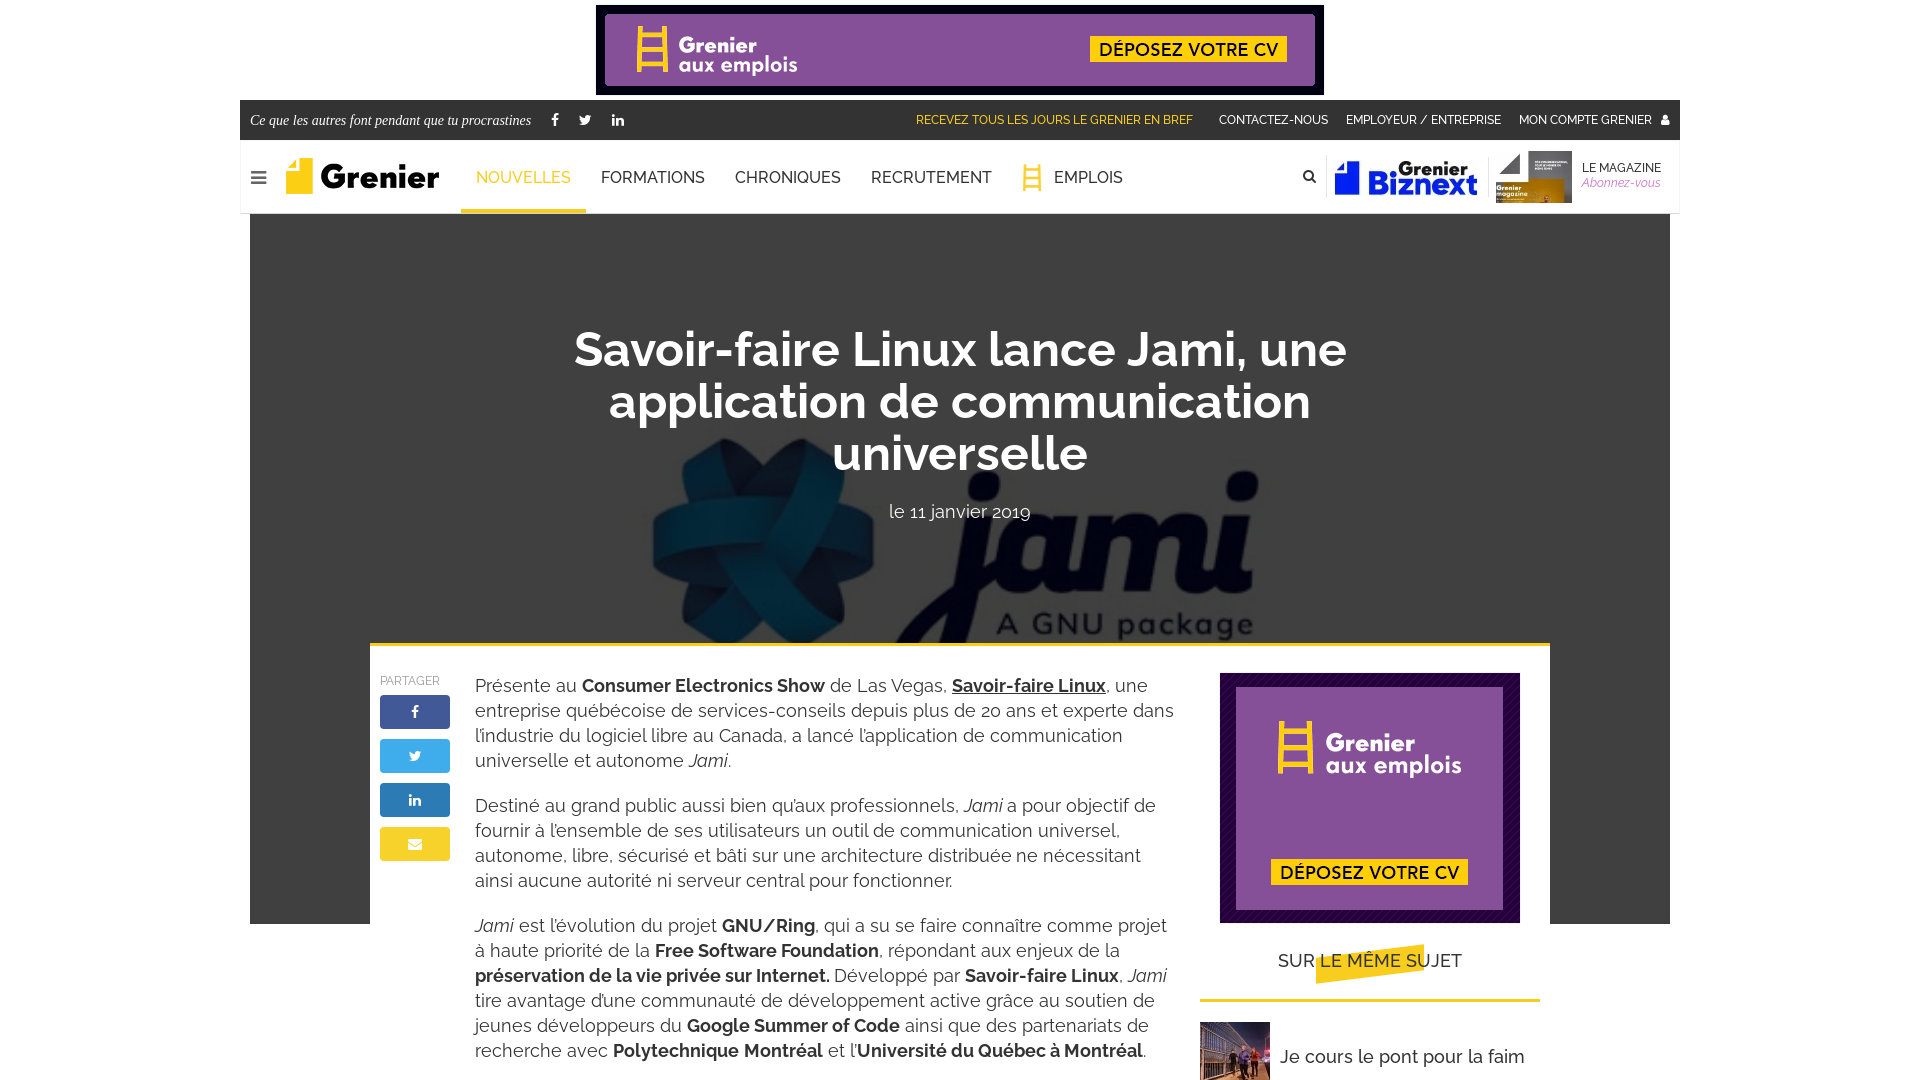 Grenier
aux emplois
DÉPOSEZ VOTRE CV
Ce que les autres font pendant que tu procrastines
RECEVEZ TOUS LES JOURS LE GRENIER EN BREF
CONTACTEZ-NOUS
EMPLOYEUR / ENTREPRISE
MON COMPTE GRENIER
Grenier
NOUVELLES
FORMATIONS
CHRONIQUES
RECRUTEMENT
EMPLOIS
Grenier
Biznext
Grenier
magazine
LE MAGAZINE
Abonnez-vous
Savoir-faire Linux lance Jami, une
application de communication
universelle
le 11 janvier 2019
jami
A GNU package
PARTAGER
Présente au Consumer Electronics Show de Las Vegas, Savoir-faire Linux, une
entreprise québécoise de services-conseils depuis plus de 20 ans et experte dans
l’industrie du logiciel libre au Canada, a lancé l’application de communication
universelle et autonome Jami.
Destiné au grand public aussi bien qu’aux professionnels, Jami a pour objectif de
fournir à l’ensemble de ses utilisateurs un outil de communication universel,
autonome, libre, sécurisé et bâti sur une architecture distribuée ne nécessitant
ainsi aucune autorité ni serveur central pour fonctionner.
Jami est l’évolution du projet GNU/Ring, qui a su se faire connaître comme projet
à haute priorité de la Free Software Foundation, répondant aux enjeux de la
préservation de la vie privée sur Internet. Développé par Savoir-faire Linux, Jami
tire avantage d’une communauté de développement active grâce au soutien de
jeunes développeurs du Google Summer of Code ainsi que des partenariats de
recherche avec Polytechnique Montréal et l’Université du Québec à Montréal.
Grenier
aux emplois
DÉPOSEZ VOTRE CV
SUR LE MÊME SUJET
Je cours le pont pour la faim